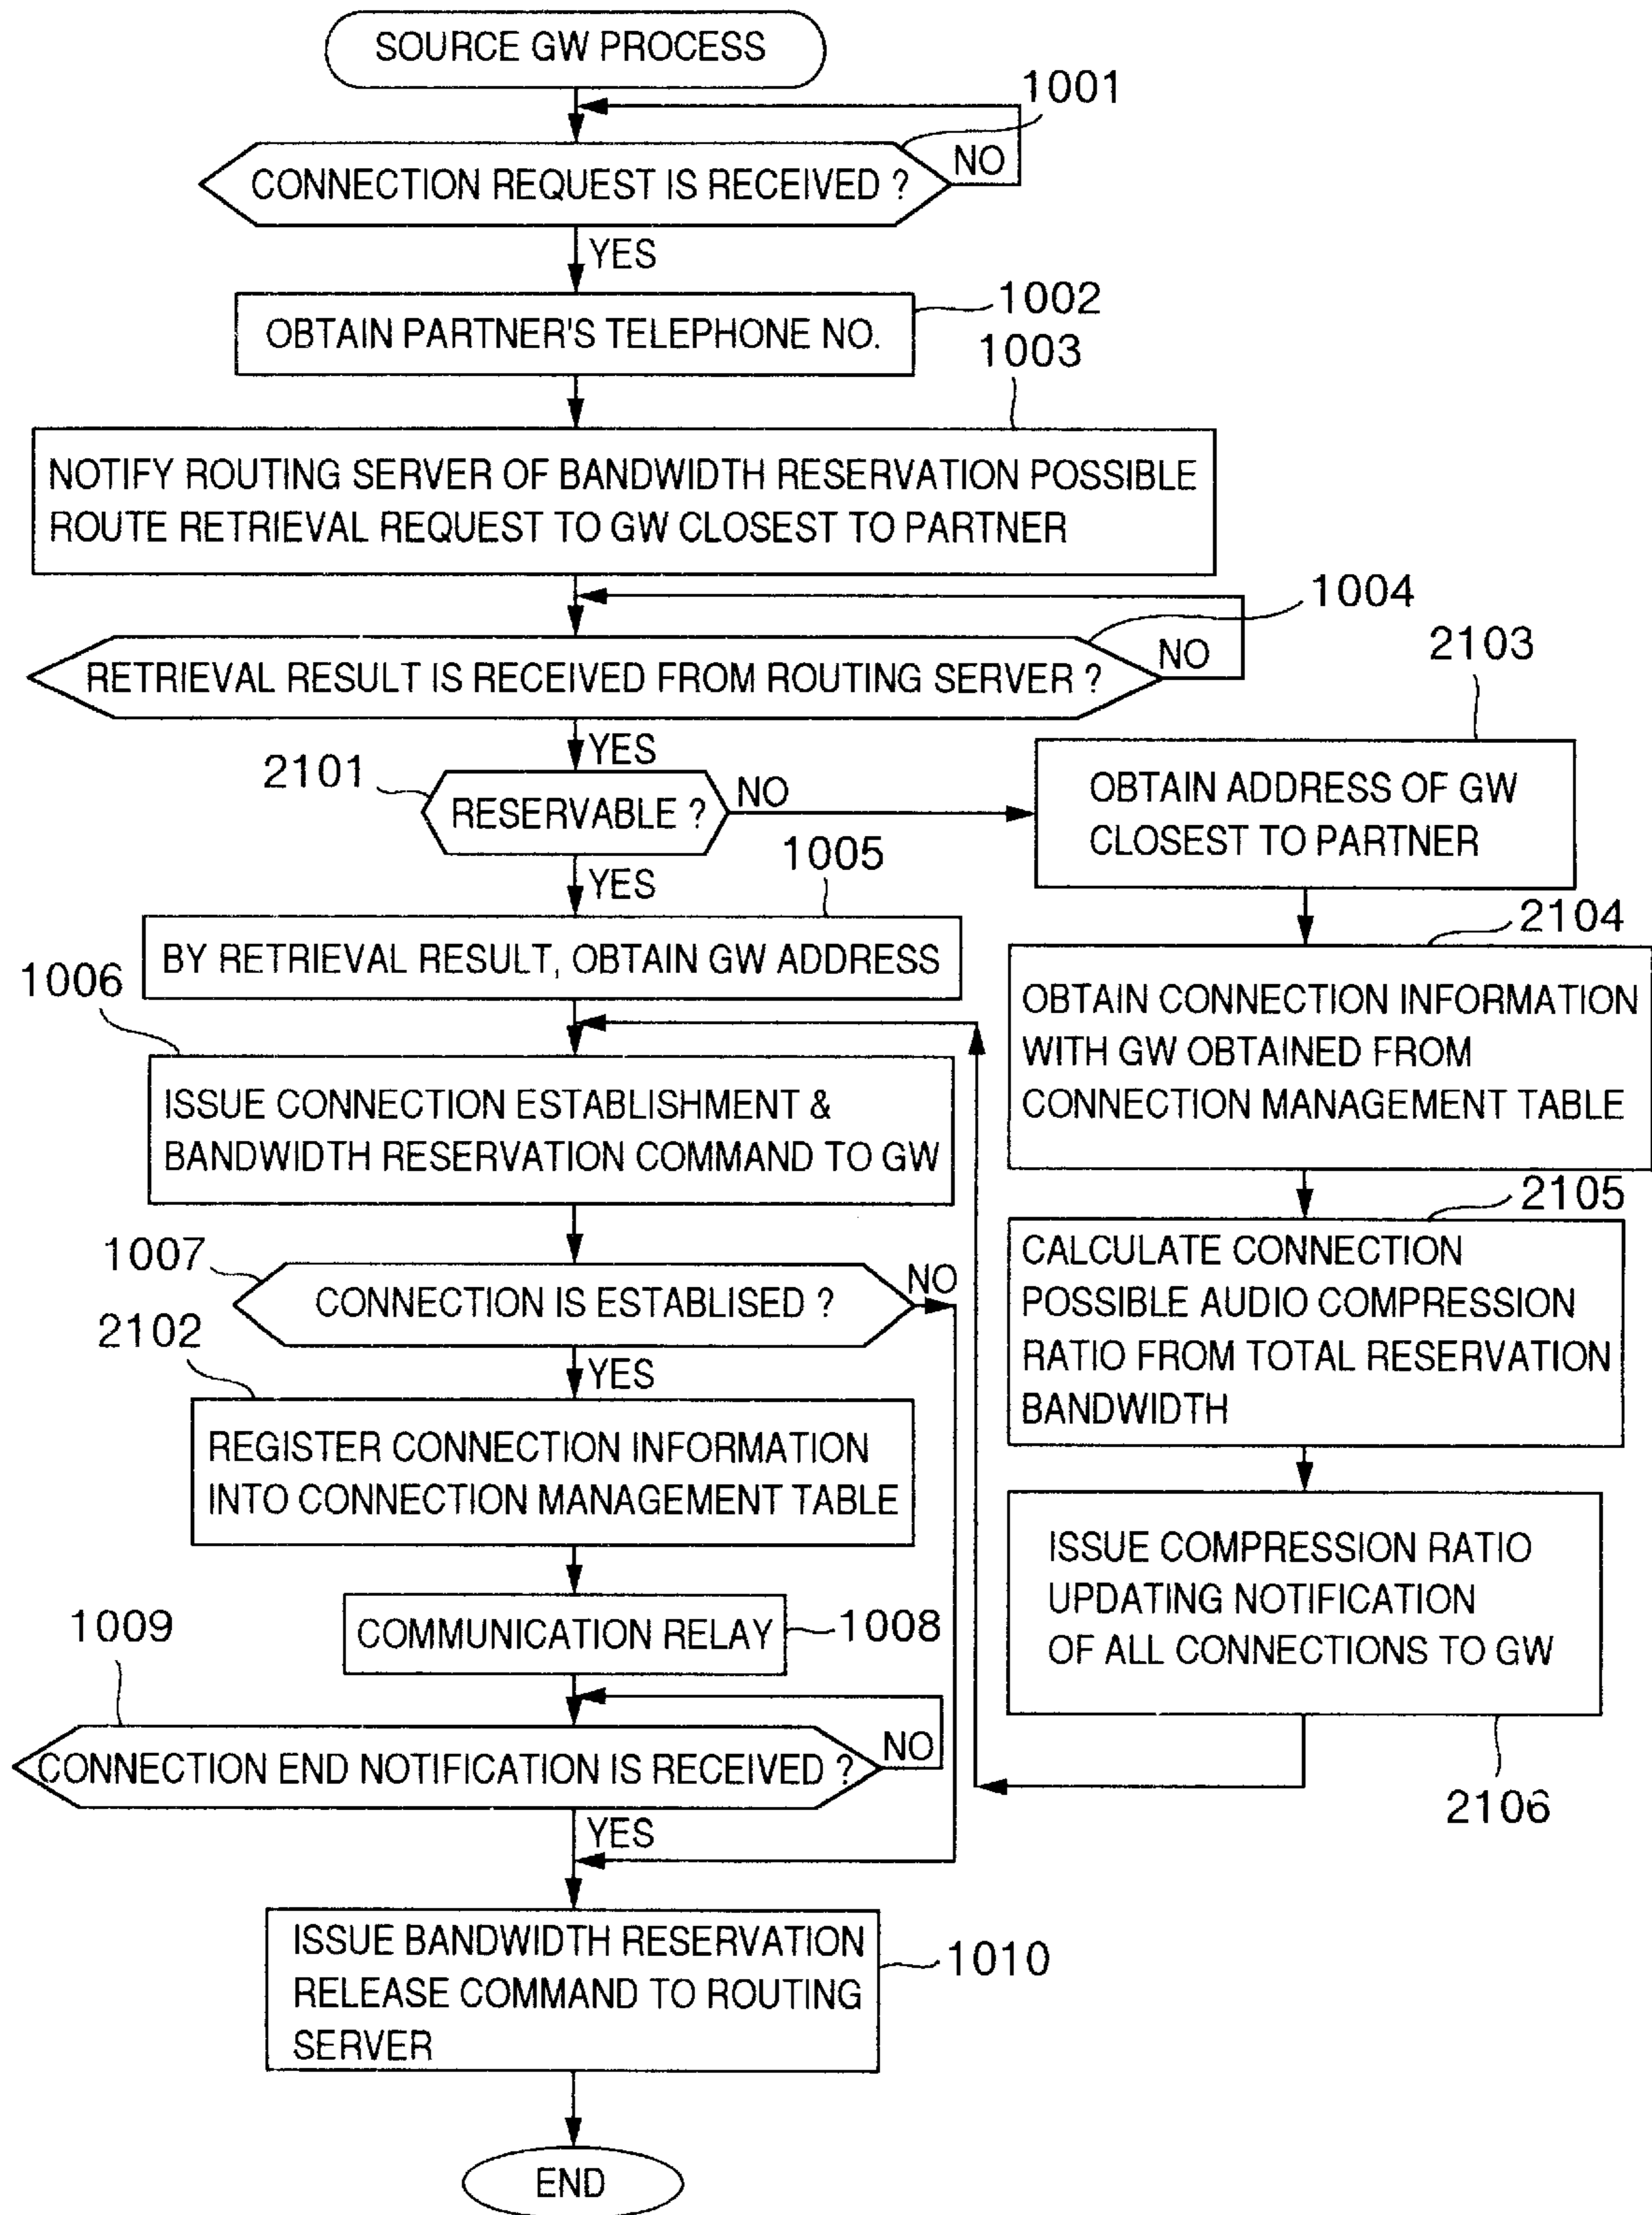 SOURCE GW PROCESS
1001
CONNECTION REQUEST IS RECEIVED ?
NO
YES
1002
OBTAIN PARTNER'S TELEPHONE NO.
1003
NOTIFY ROUTING SERVER OF BANDWIDTH RESERVATION POSSIBLE
ROUTE RETRIEVAL REQUEST TO GW CLOSEST TO PARTNER
1004
RETRIEVAL RESULT IS RECEIVED FROM ROUTING SERVER ?
NO
YES
2101
RESERVABLE ?
NO
YES
1005
BY RETRIEVAL RESULT, OBTAIN GW ADDRESS
1006
ISSUE CONNECTION ESTABLISHMENT &
BANDWIDTH RESERVATION COMMAND TO GW
1007
CONNECTION IS ESTABLISED ?
NO
YES
2102
REGISTER CONNECTION INFORMATION
INTO CONNECTION MANAGEMENT TABLE
COMMUNICATION RELAY
1008
1009
CONNECTION END NOTIFICATION IS RECEIVED ?
NO
YES
ISSUE BANDWIDTH RESERVATION
RELEASE COMMAND TO ROUTING
SERVER
1010
END
2103
OBTAIN ADDRESS OF GW
CLOSEST TO PARTNER
2104
OBTAIN CONNECTION INFORMATION
WITH GW OBTAINED FROM
CONNECTION MANAGEMENT TABLE
2105
CALCULATE CONNECTION
POSSIBLE AUDIO COMPRESSION
RATIO FROM TOTAL RESERVATION
BANDWIDTH
ISSUE COMPRESSION RATIO
UPDATING NOTIFICATION
OF ALL CONNECTIONS TO GW
2106